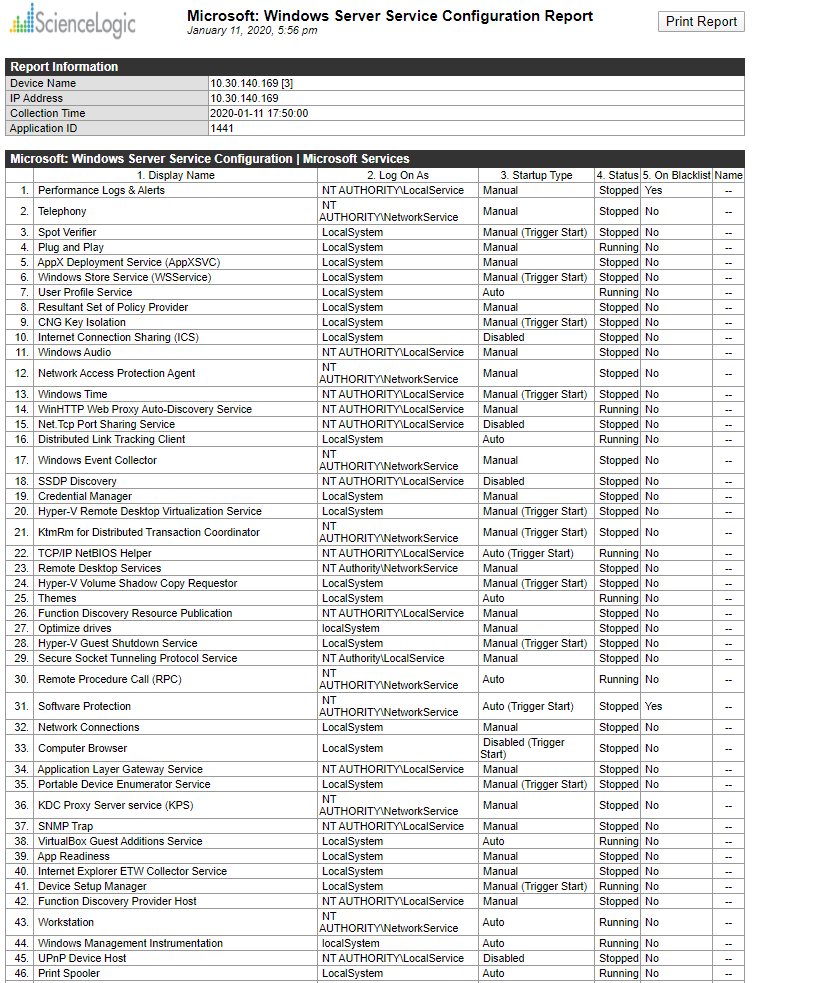 ScienceLogic
Microsoft: Windows Server Service Configuration Report
January 11, 2020, 5:56 pm
Print Report
Report Information
Device Name 10.30.140.169 [3]
IP Address 10.30.140.169
Collection Time 2020-01-11 17:50:00
Application ID 1441
Microsoft: Windows Server Service Configuration | Microsoft Services
1. Display Name 2. Log On As 3. Startup Type 4. Status 5. On Blacklist Name
1. Performance Logs & Alerts NT AUTHORITY\LocalService Manual Stopped Yes --
2. Telephony NT AUTHORITY\NetworkService Manual Stopped No --
3. Spot Verifier LocalSystem Manual (Trigger Start) Stopped No --
4. Plug and Play LocalSystem Manual Running No --
5. AppX Deployment Service (AppXSVC) LocalSystem Manual Stopped No --
6. Windows Store Service (WSService) LocalSystem Manual (Trigger Start) Stopped No --
7. User Profile Service LocalSystem Auto Running No --
8. Resultant Set of Policy Provider LocalSystem Manual Stopped No --
9. CNG Key Isolation LocalSystem Manual (Trigger Start) Stopped No --
10. Internet Connection Sharing (ICS) LocalSystem Disabled Stopped No --
11. Windows Audio NT AUTHORITY\LocalService Manual Stopped No --
12. Network Access Protection Agent NT AUTHORITY\NetworkService Manual Stopped No --
13. Windows Time NT AUTHORITY\LocalService Manual (Trigger Start) Stopped No --
14. WinHTTP Web Proxy Auto-Discovery Service NT AUTHORITY\LocalService Manual Running No --
15. Net.Tcp Port Sharing Service NT AUTHORITY\LocalService Disabled Stopped No --
16. Distributed Link Tracking Client LocalSystem Auto Running No --
17. Windows Event Collector NT AUTHORITY\NetworkService Manual Stopped No --
18. SSDP Discovery NT AUTHORITY\LocalService Disabled Stopped No --
19. Credential Manager LocalSystem Manual Stopped No --
20. Hyper-V Remote Desktop Virtualization Service LocalSystem Manual (Trigger Start) Stopped No --
21. KtmRm for Distributed Transaction Coordinator NT AUTHORITY\NetworkService Manual (Trigger Start) Stopped No --
22. TCP/IP NetBIOS Helper NT AUTHORITY\LocalService Auto (Trigger Start) Running No --
23. Remote Desktop Services NT Authority\NetworkService Manual Stopped No --
24. Hyper-V Volume Shadow Copy Requestor LocalSystem Manual (Trigger Start) Stopped No --
25. Themes LocalSystem Auto Running No --
26. Function Discovery Resource Publication NT AUTHORITY\LocalService Manual Stopped No --
27. Optimize drives localSystem Manual Stopped No --
28. Hyper-V Guest Shutdown Service LocalSystem Manual (Trigger Start) Stopped No --
29. Secure Socket Tunneling Protocol Service NT Authority\LocalService Manual Stopped No --
30. Remote Procedure Call (RPC) NT AUTHORITY\NetworkService Auto Running No --
31. Software Protection NT AUTHORITY\NetworkService Auto (Trigger Start) Stopped Yes --
32. Network Connections LocalSystem Manual Stopped No --
33. Computer Browser LocalSystem Disabled (Trigger Start) Stopped No --
34. Application Layer Gateway Service NT AUTHORITY\LocalService Manual Stopped No --
35. Portable Device Enumerator Service LocalSystem Manual (Trigger Start) Stopped No --
36. KDC Proxy Server service (KPS) NT AUTHORITY\NetworkService Manual Stopped No --
37. SNMP Trap NT AUTHORITY\LocalService Manual Stopped No --
38. VirtualBox Guest Additions Service LocalSystem Auto Running No --
39. App Readiness LocalSystem Manual Stopped No --
40. Internet Explorer ETW Collector Service LocalSystem Manual Stopped No --
41. Device Setup Manager LocalSystem Manual (Trigger Start) Running No --
42. Function Discovery Provider Host NT AUTHORITY\LocalService Manual Stopped No --
43. Workstation NT AUTHORITY\NetworkService Auto Running No --
44. Windows Management Instrumentation localSystem Auto Running No --
45. UPnP Device Host NT AUTHORITY\LocalService Disabled Stopped No --
46. Print Spooler LocalSystem Auto Running No --